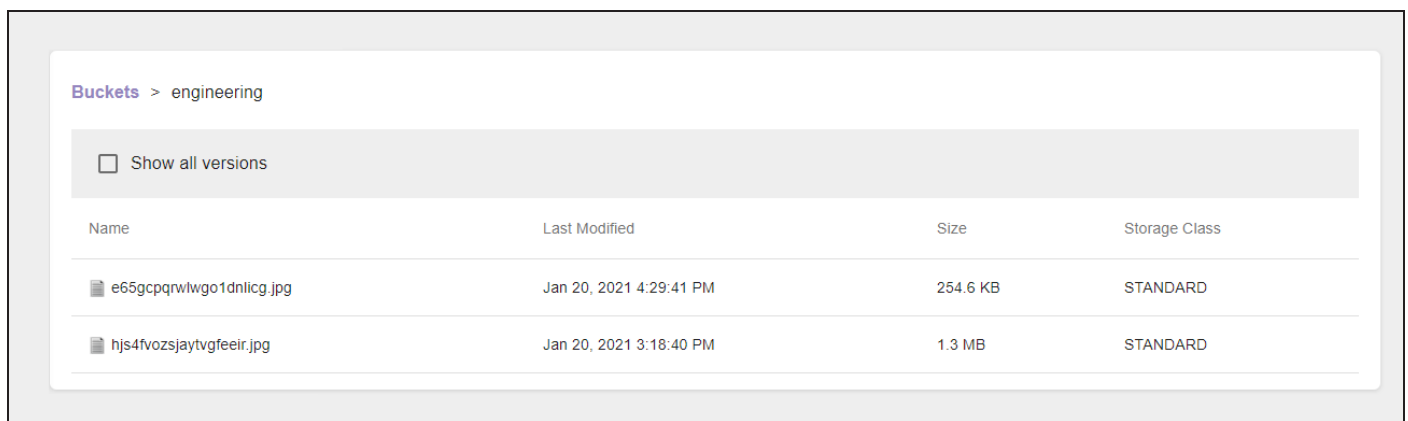 Buckets > engineering
Show all versions
Name Last Modified Size Storage Class
e65gcpqrwlwgo1dnlicg.jpg Jan 20, 2021 4:29:41 PM 254.6 KB STANDARD
hjs4fvozsjaytvgfeeir.jpg Jan 20, 2021 3:18:40 PM 1.3 MB STANDARD